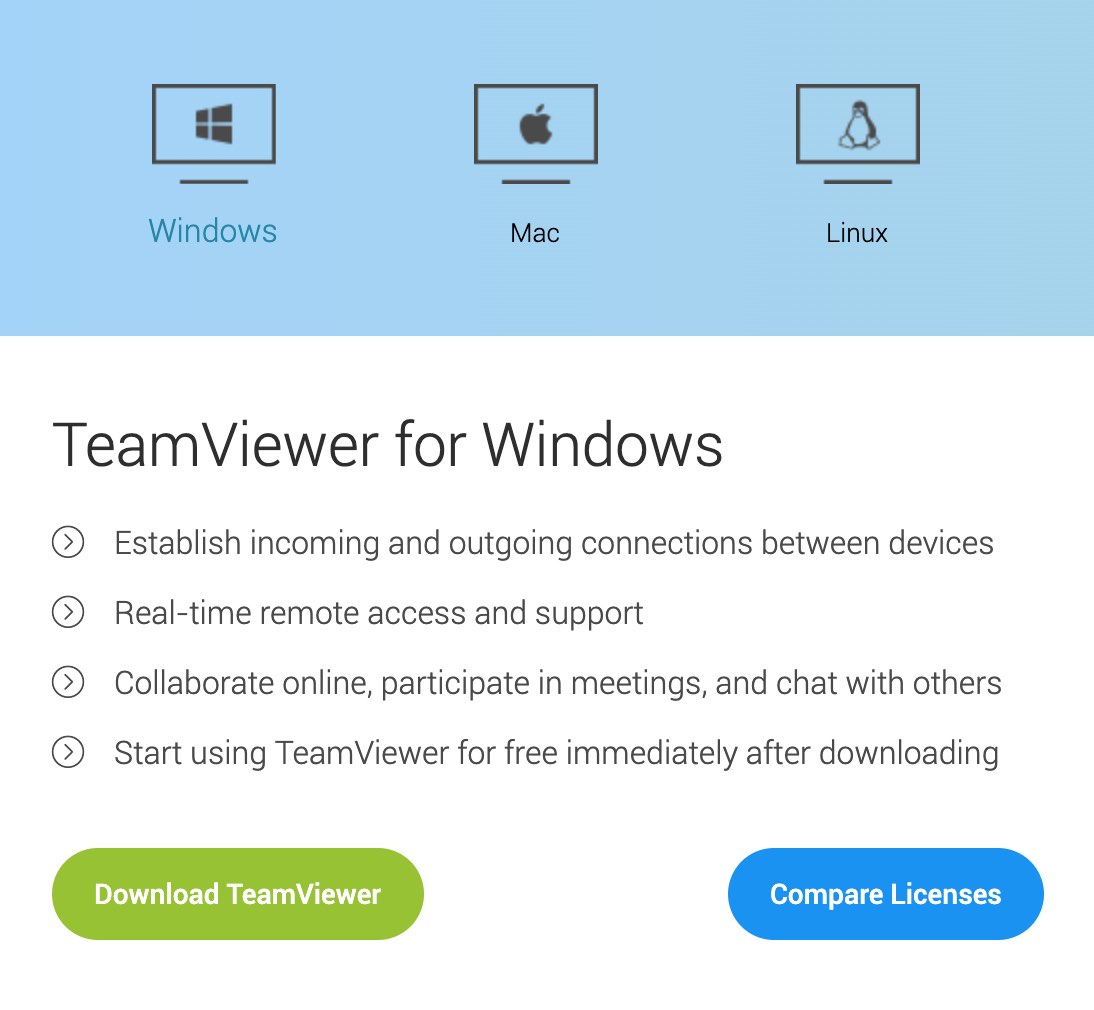 Windows
Mac
Linux
TeamViewer for Windows
Establish incoming and outgoing connections between devices
Real-time remote access and support
Collaborate online, participate in meetings, and chat with others
Start using TeamViewer for free immediately after downloading
Download TeamViewer
Compare Licenses